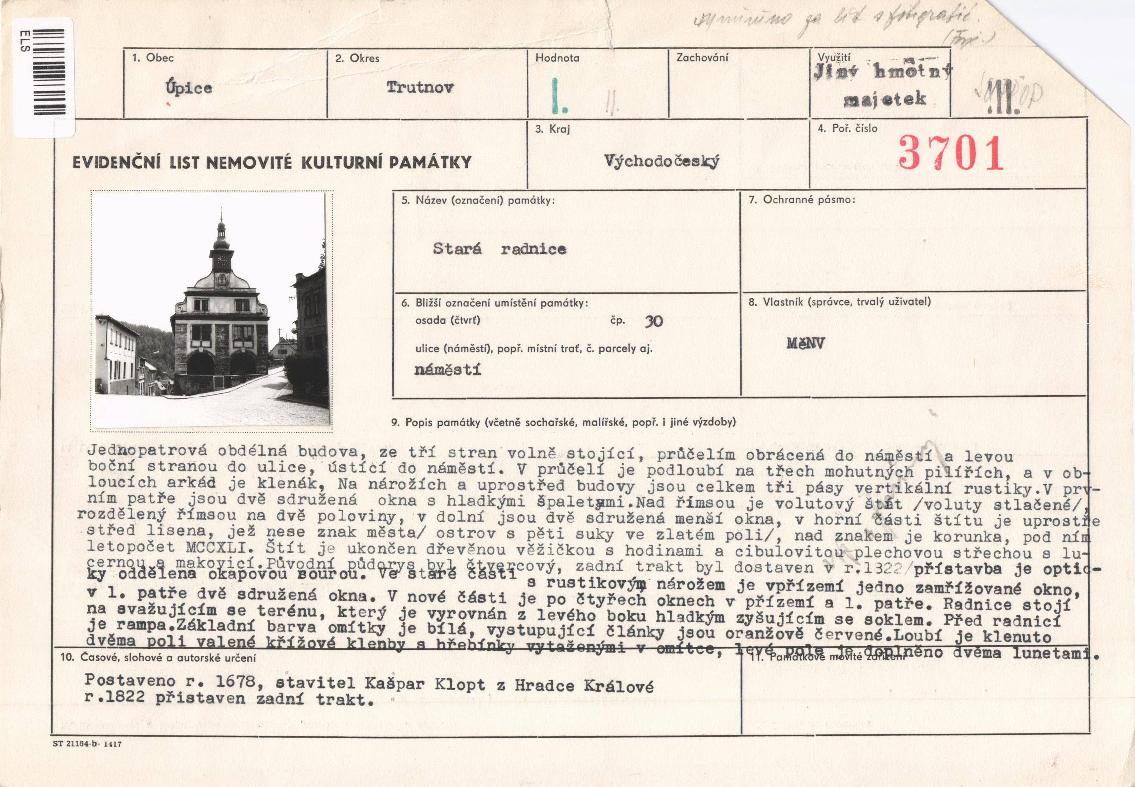 vyměněno za list s fotografií.
ELS
1. Obec
Úpice
2. Okres
Trutnov
Hodnota
I. II.
Zachování
Využití
Jiný hmotný
majetek
III.
EVIDENČNÍ LIST NEMOVITÉ KULTURNÍ PAMÁTKY
3. Kraj
Východočeský
4. Poř. číslo
3701
5. Název (označení) památky:
Stará radnice
7. Ochranné pásmo:
6. Bližší označení umístění památky:
osada (čtvrť)
čp. 30
ulice (náměstí), popř. místní trať, č. parcely aj.
náměstí
8. Vlastník (správce, trvalý uživatel)
MěNV
9. Popis památky (včetně sochařské, malířské, popř. i jiné výzdoby)
Jednopatrová obdélná budova, ze tří stran volně stojící, průčelím obrácená do náměstí a levou
boční stranou do ulice, ústící do náměstí. V průčelí je podloubí na třech mohutných pilířích, a v ob-
loucích arkád je klenák, Na nárožích a uprostřed budovy jsou celkem tři pásy vertikální rustiky.V prv-
ním patře jsou dvě sdružená okna s hladkými špaletami.Nad římsou je volutový štít /voluty stlačené/,
rozdělený římsou na dvě poloviny, v dolní jsou dvě sdružená menší okna, v horní části štítu je uprostře
střed lisena, jež nese znak města/ ostrov s pěti suky ve zlatém poli/, nad znakem je korunka, pod ním
letopočet MCCXLI. Štít je ukončen dřevěnou věžičkou s hodinami a cibulovitou plechovou střechou s lu-
cernou a makovicí.Původní půdorys byl čtvercový, zadní trakt byl dostaven v r.1322/přístavba je optic-
ky oddělena okapovou rourou. Ve staré části s rustikovým nárožem je vpřízemí jedno zamřížované okno,
v 1. patře dvě sdružená okna. V nové části je po čtyřech oknech v přízemí a 1. patře. Radnice stojí
na svažujícím se terénu, který je vyrovnán z levého boku hladkým zyšujícím se soklem. Před radnicí
je rampa.Základní barva omítky je bílá, vystupující články jsou oranžově červené.Loubí je klenuto
dvěma poli valené křížové klenby s hřebínky vytaženými v omítce, levé pole je doplněno dvěma lunetami.
10. Časové, slohové a autorské určení
11. Památkově movité zařízení
Postaveno r. 1678, stavitel Kašpar Klopt z Hradce Králové
r.1822 přistaven zadní trakt.
ST 21184-b- 1417